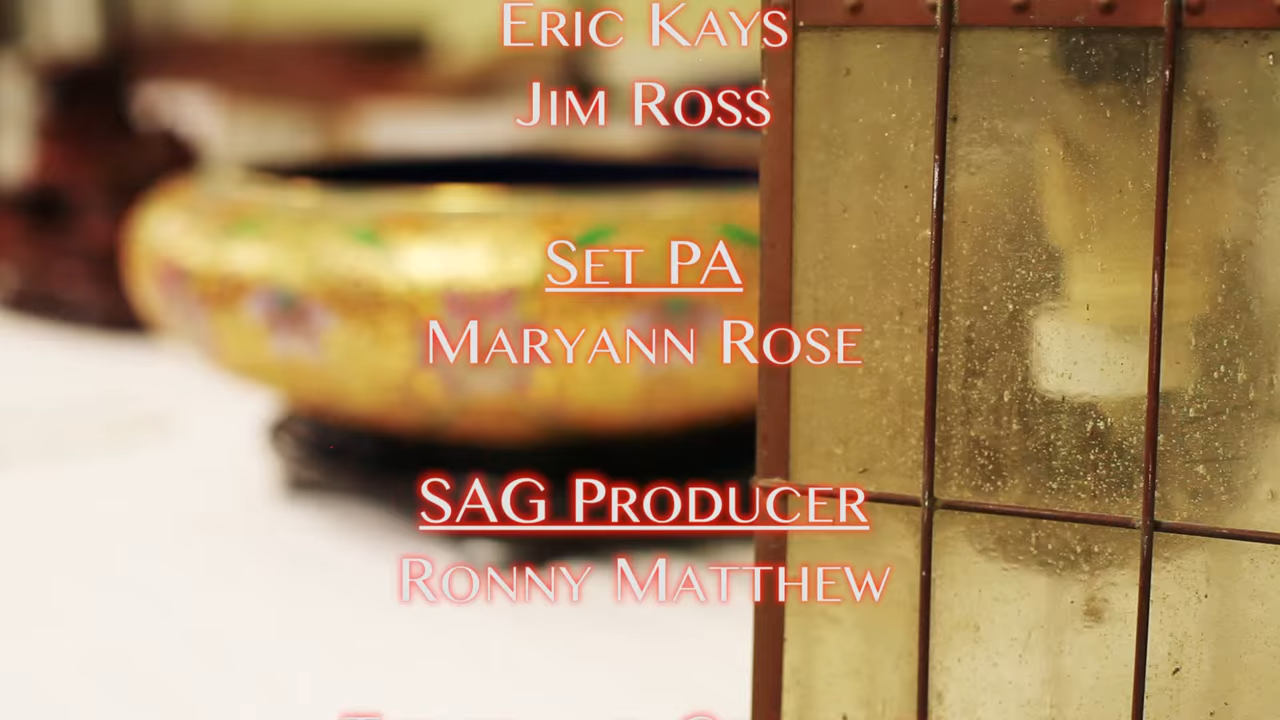 Eric Kays
Jim Ross
Set PA
Maryann Rose
SAG Producer
Ronny Matthew